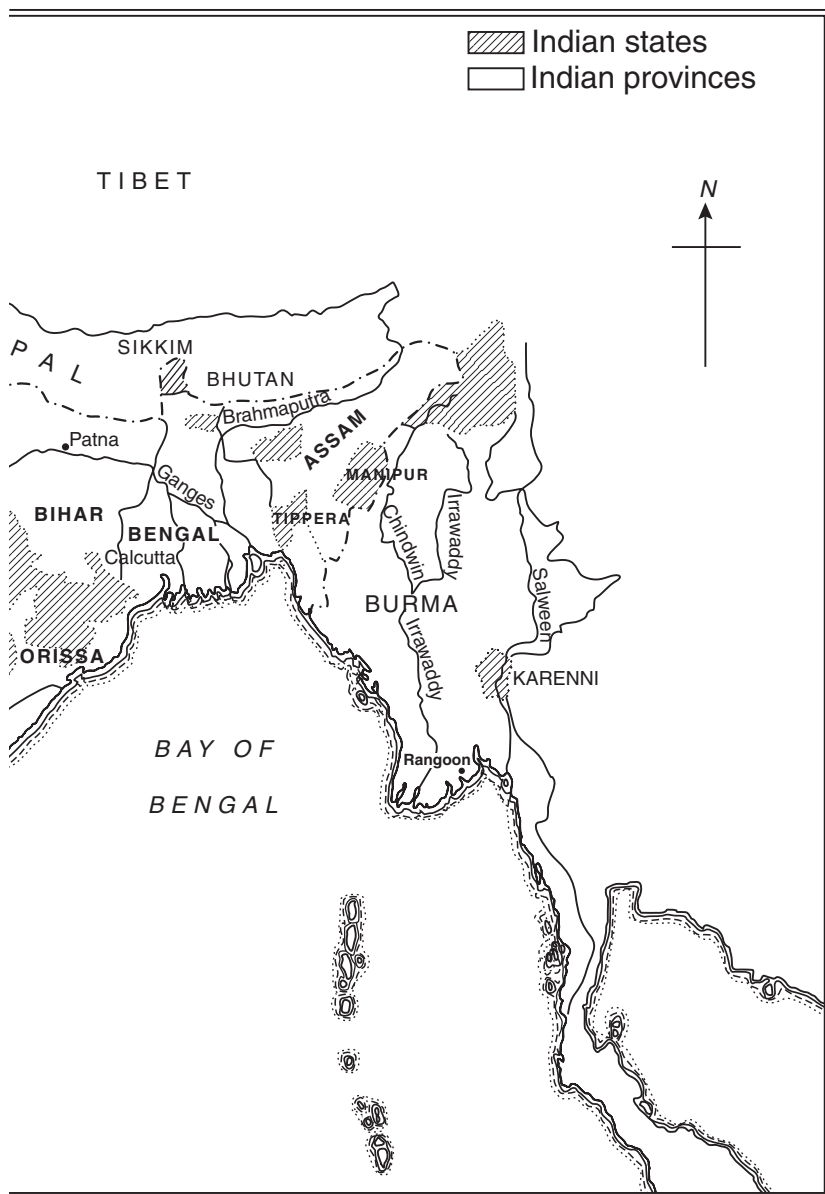 Indian states
Indian provinces
TIBET
N
PAL
SIKKIM
BHUTAN
Brahmaputra
ASSAM
Patna
MANIPUR
Ganges
BIHAR
TIPPERA
BENGAL
Calcutta
Chindwin
Irrawaddy
Salween
BURMA
Irrawaddy
ORISSA
KARENNI
BAY OF
BENGAL
Rangoon